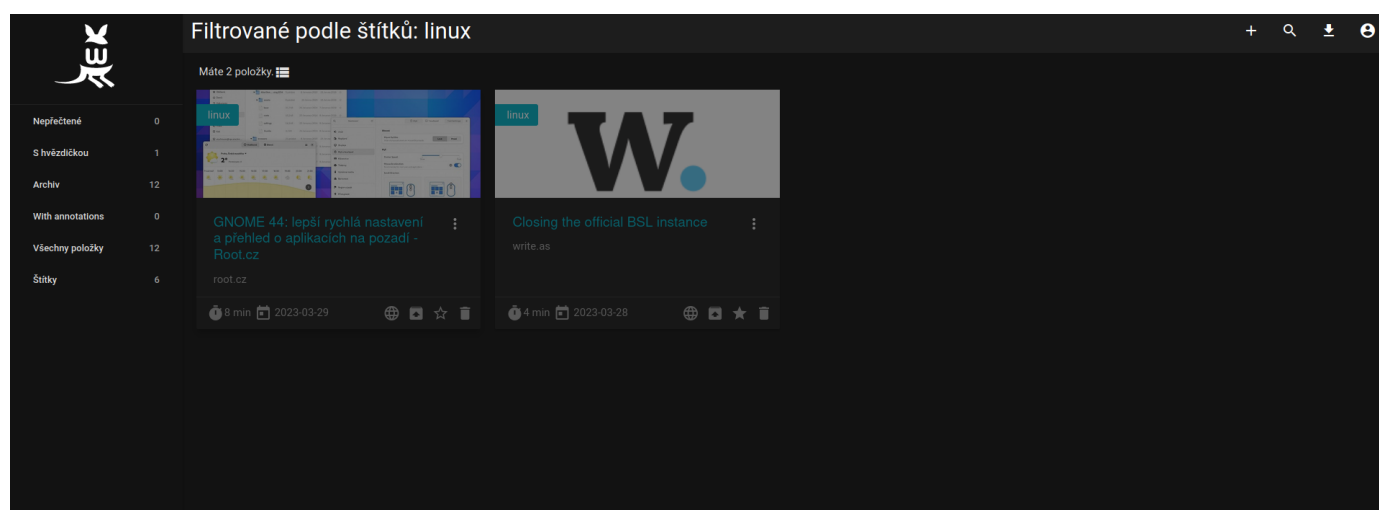 Filtrované podle štítků: linux
Máte 2 položky.
Nepřečtené 0
S hvězdičkou 1
Archiv 12
With annotations 0
Všechny položky 12
Štítky 6
linux
GNOME 44: lepší rychlá nastavení
a přehled o aplikacích na pozadí -
Root.cz
root.cz
8 min 2023-03-29
linux
W.
Closing the official BSL instance
write.as
4 min 2023-03-28